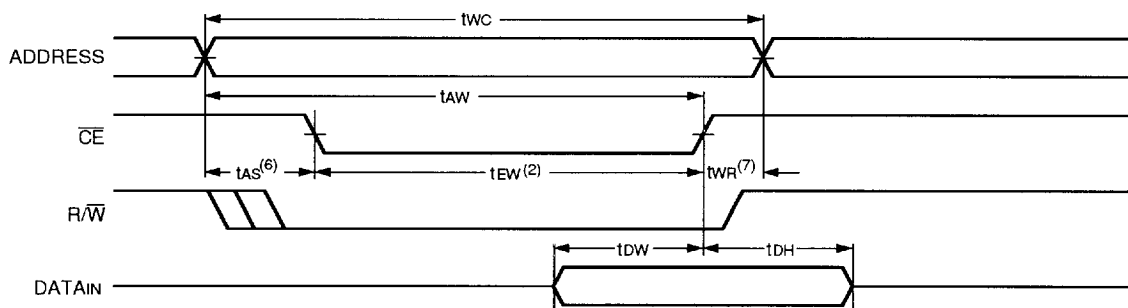 tWC
ADDRESS
tAW
CE
tAS(6) tEW(2) tWR(7)
R/W
tDW tDH
DATAIN